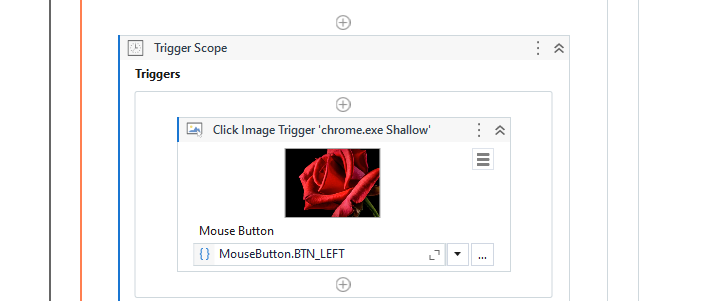 Trigger Scope
Triggers
Click Image Trigger 'chrome.exe Shallow'
Mouse Button
{ } MouseButton.BTN_LEFT ...